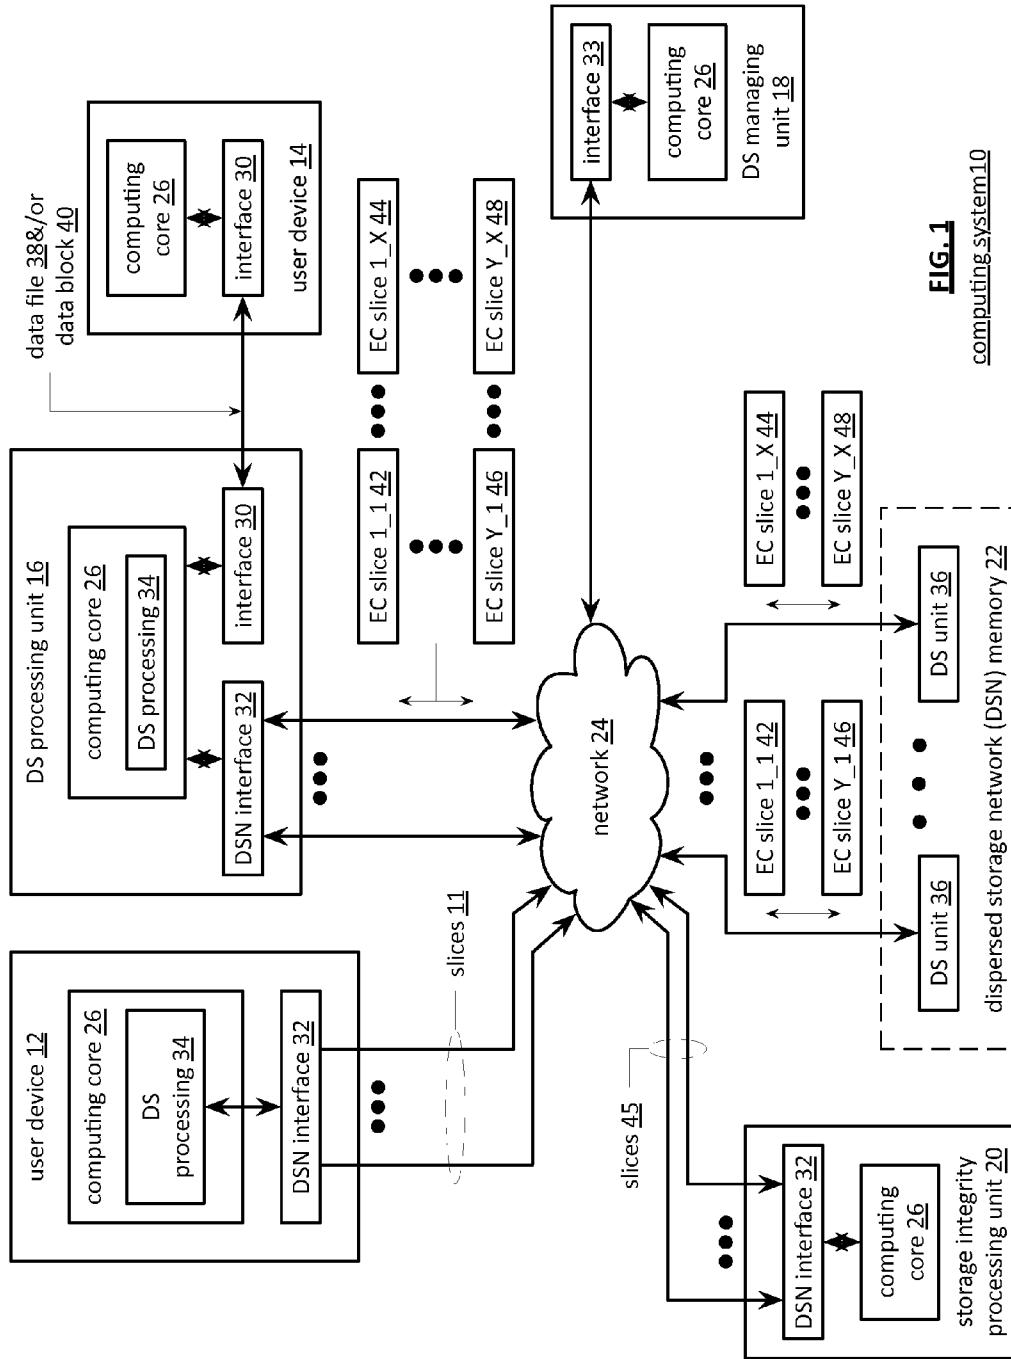 user device 12
computing core 26
DS
processing 34
DSN interface 32
slices 11
DS processing unit 16
computing core 26
DS processing 34
DSN interface 32
interface 30
data file 38&/or
data block 40
computing
core 26
interface 30
user device 14
EC slice 1_1 42
EC slice 1_X 44
EC slice Y_1 46
EC slice Y_X 48
network 24
interface 33
computing
core 26
DS managing
unit 18
slices 45
DSN interface 32
computing
core 26
storage integrity
processing unit 20
EC slice 1_1 42
EC slice Y_1 46
EC slice 1_X 44
EC slice Y_X 48
DS unit 36
DS unit 36
dispersed storage network (DSN) memory 22
FIG. 1
computing system10